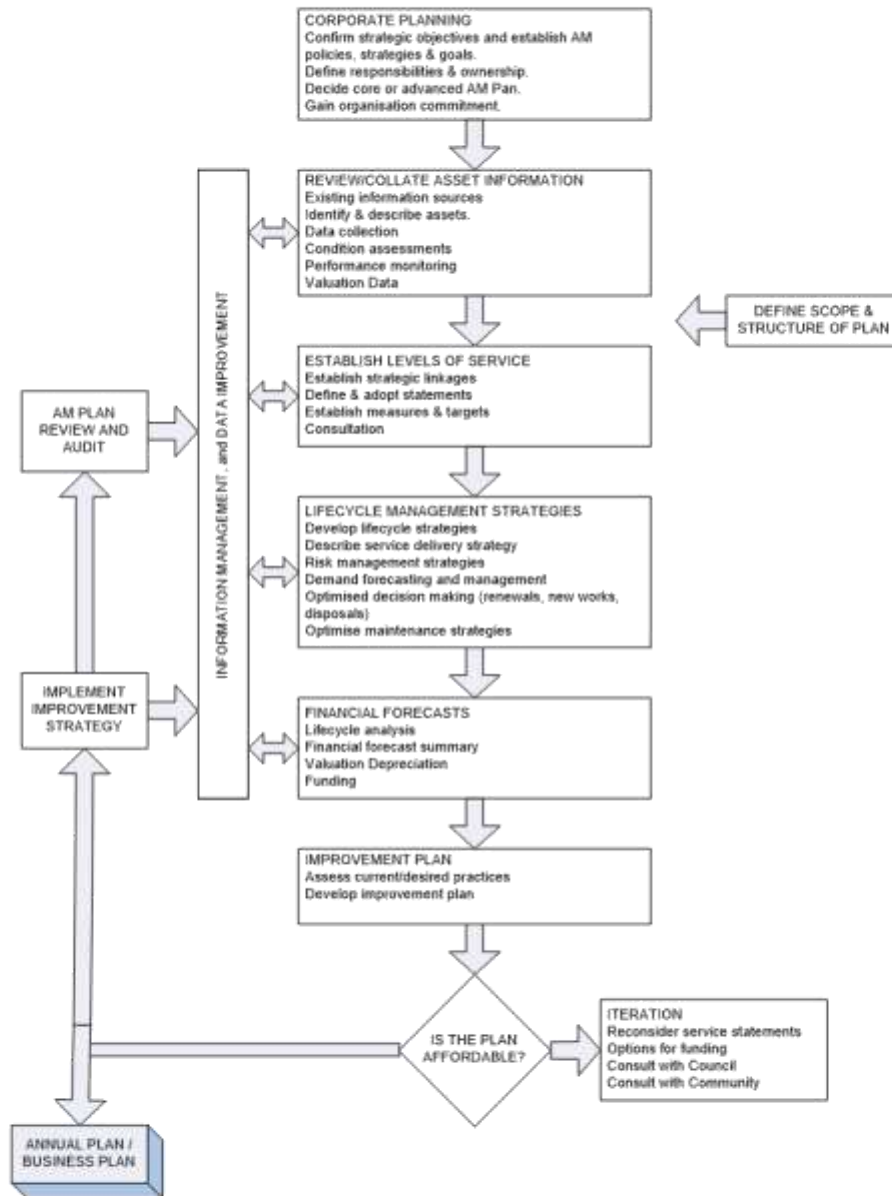 CORPORATE PLANNING
Confirm strategic objectives and establish AM
policies, strategies & goals.
Define responsibilities & ownership.
Decide core or advanced AM Pan.
Gain organisation commitment.
REVIEW/COLLATE ASSET INFORMATION
Existing information sources
Identify & describe assets.
Data collection
Condition assessments
Performance monitoring
Valuation Data
DEFINE SCOPE &
STRUCTURE OF PLAN
INFORMATION MANAGEMENT, and DATA IMPROVEMENT
ESTABLISH LEVELS OF SERVICE
Establish strategic linkages
Define & adopt statements
Establish measures & targets
Consultation
AM PLAN
REVIEW AND
AUDIT
LIFECYCLE MANAGEMENT STRATEGIES
Develop lifecycle strategies
Describe service delivery strategy
Risk management strategies
Demand forecasting and management
Optimised decision making (renewals, new works,
disposals)
Optimise maintenance strategies
IMPLEMENT
IMPROVEMENT
STRATEGY
FINANCIAL FORECASTS
Lifecycle analysis
Financial forecast summary
Valuation Depreciation
Funding
IMPROVEMENT PLAN
Assess current/desired practices
Develop improvement plan
IS THE PLAN
AFFORDABLE?
ITERATION
Reconsider service statements
Options for funding
Consult with Council
Consult with Community
ANNUAL PLAN /
BUSINESS PLAN